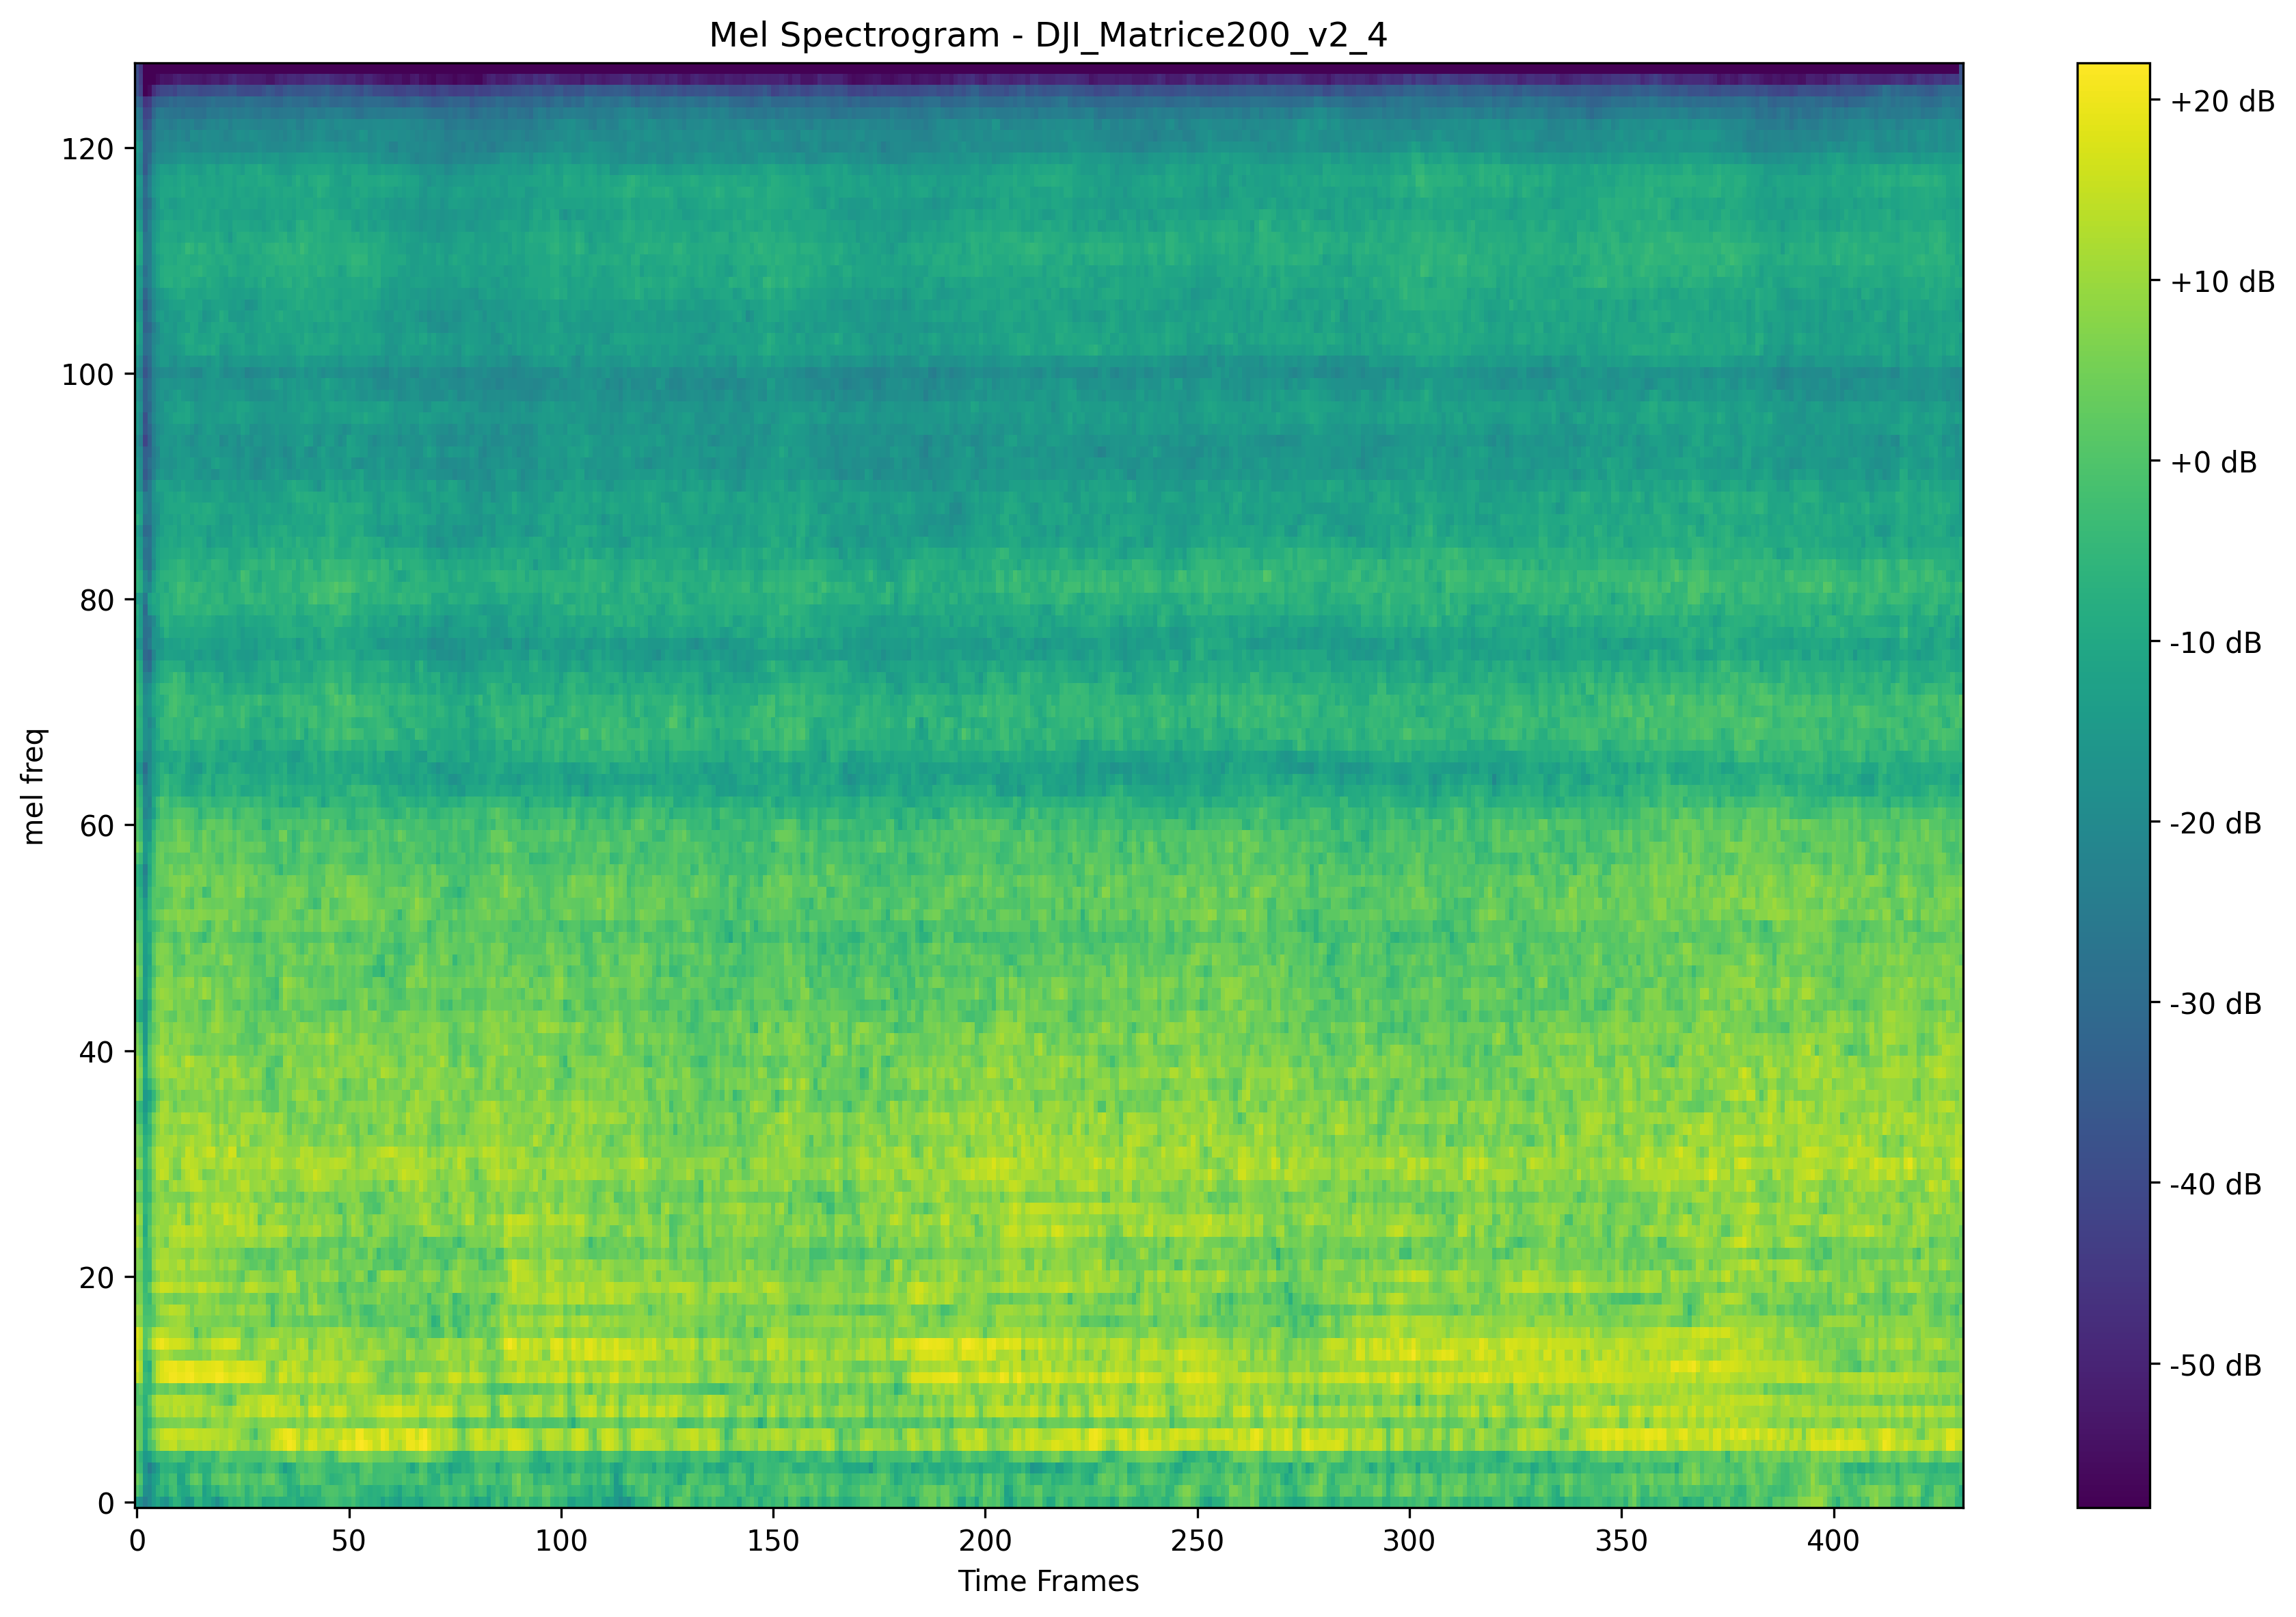 Mel Spectrogram - DJI_Matrice200_v2_4
mel freq
120
100
80
60
40
20
0
0 50 100 150 200 250 300 350 400
Time Frames
+20 dB
+10 dB
+0 dB
-10 dB
-20 dB
-30 dB
-40 dB
-50 dB